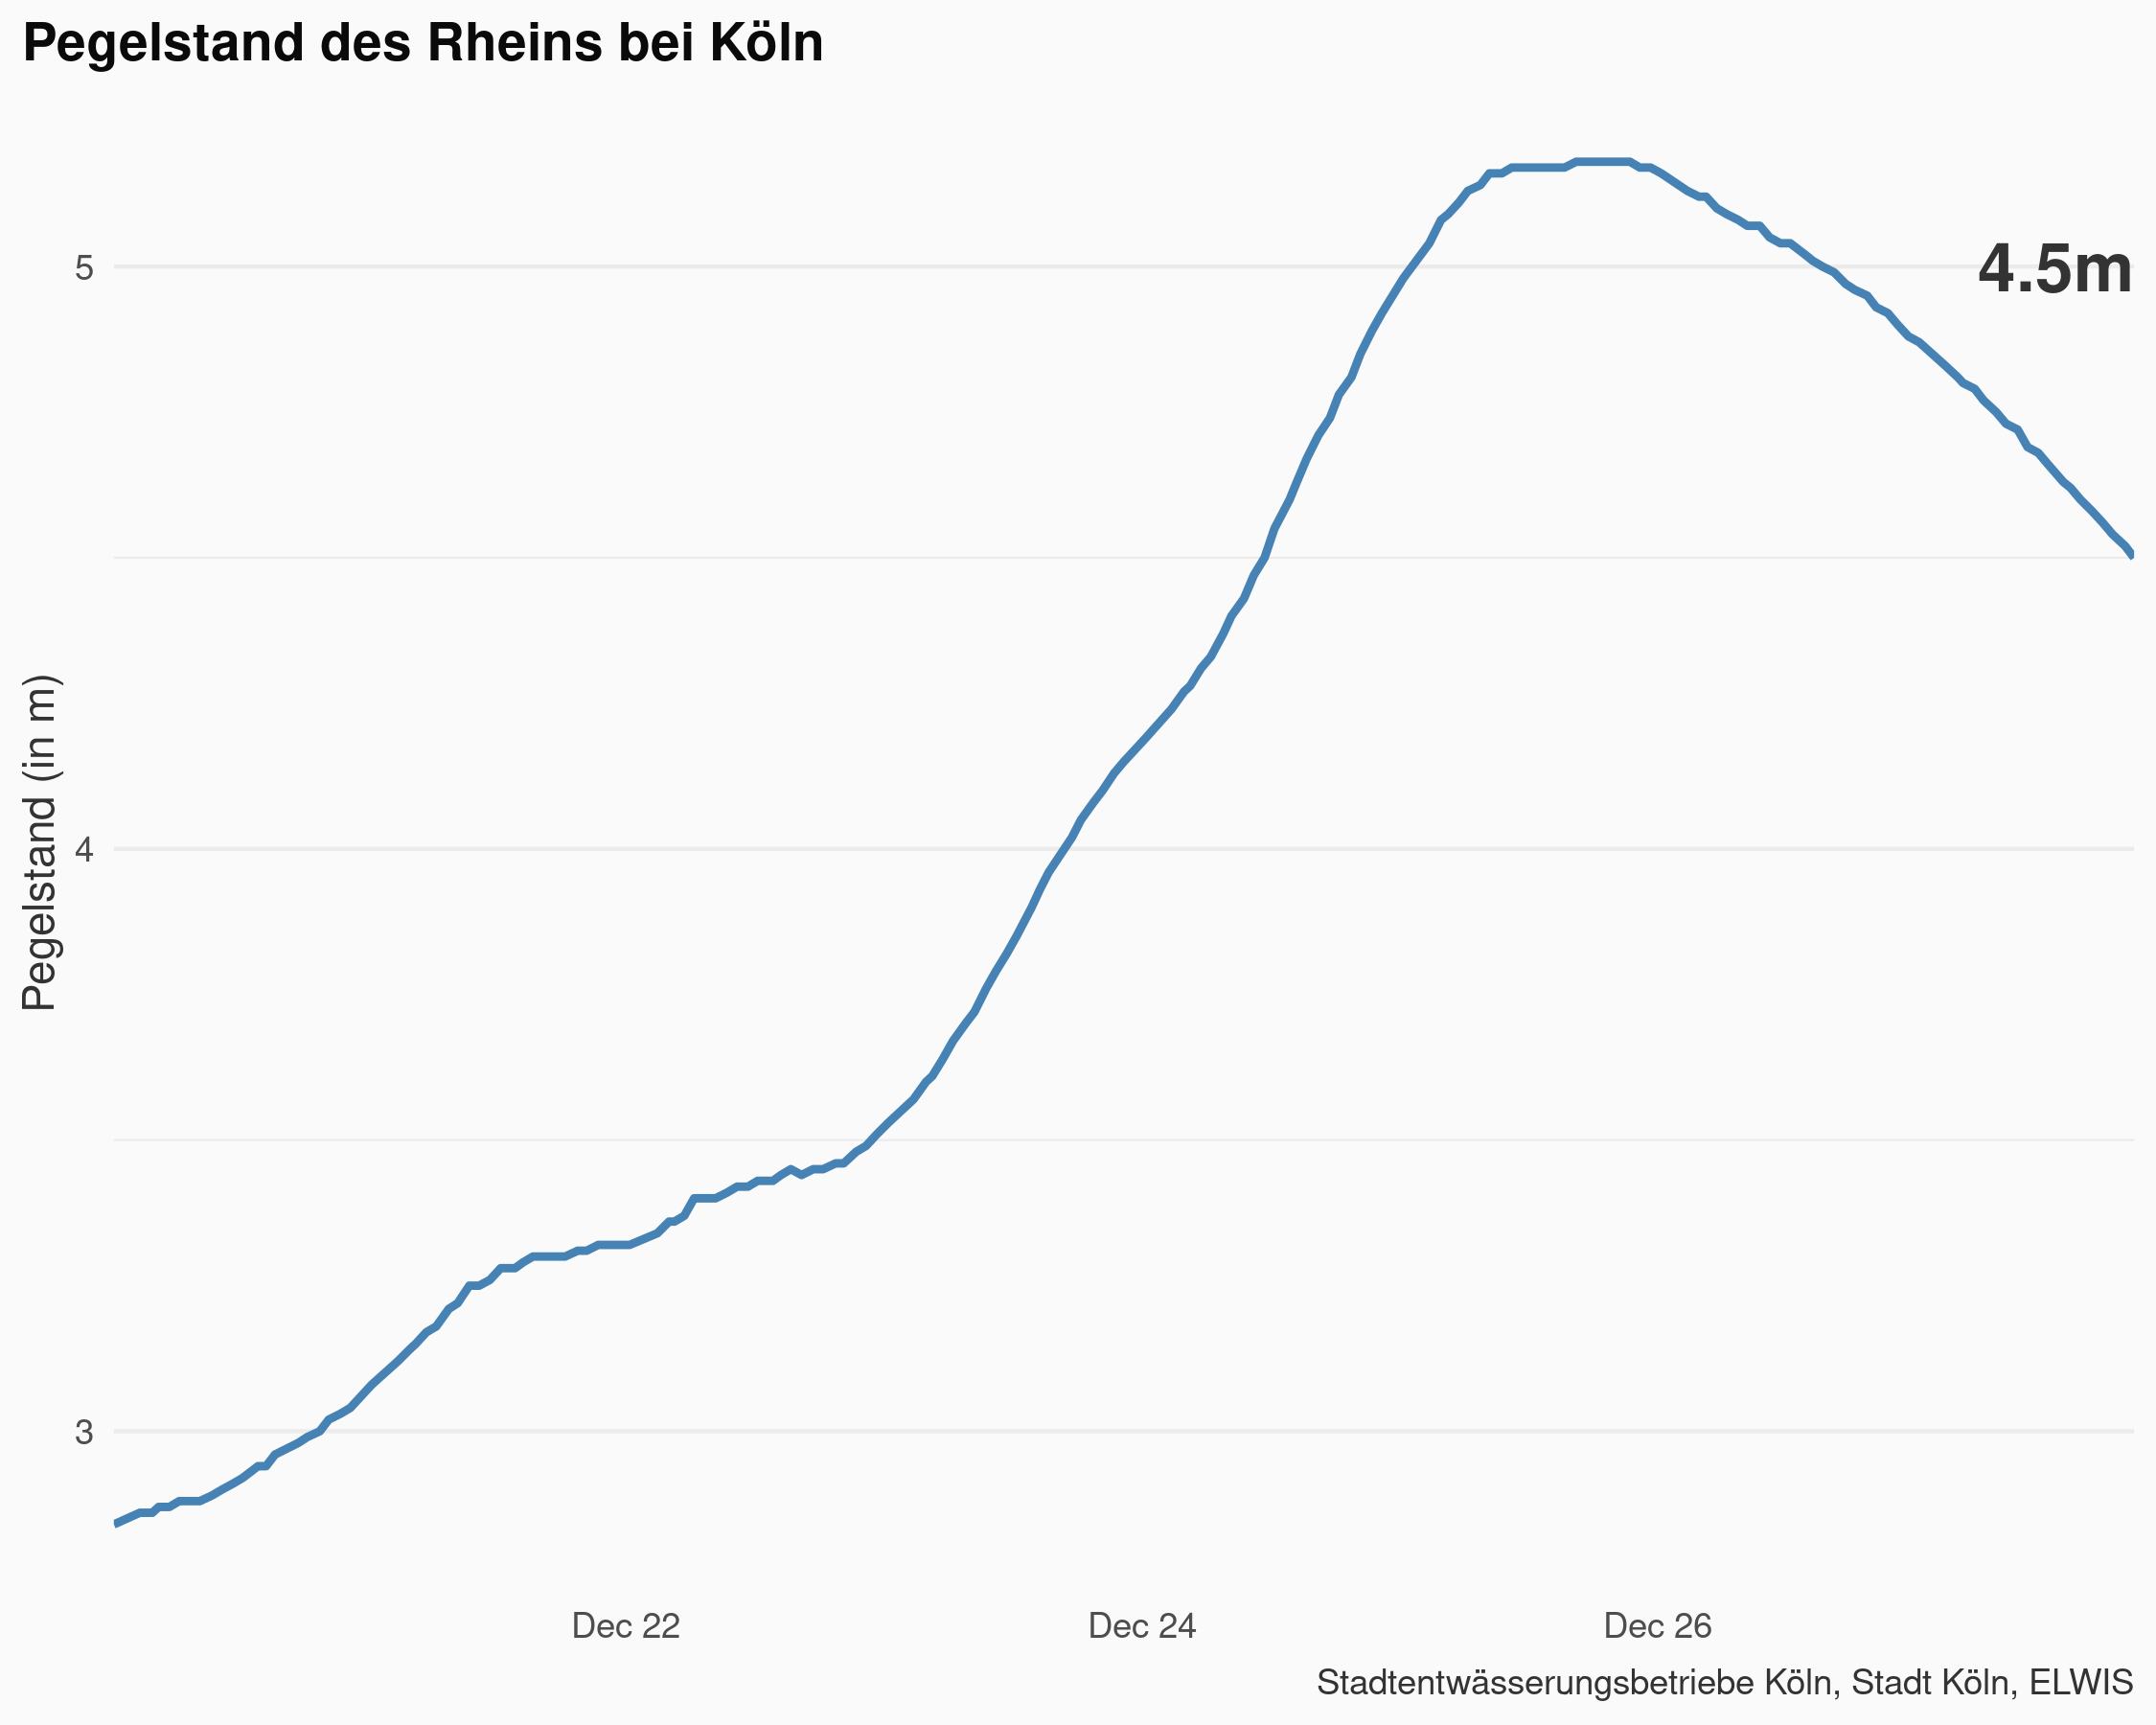 Pegelstand des Rheins bei Köln
4.5m
Pegelstand (in m)
5
4
3
Dec 22
Dec 24
Dec 26
Stadtentwässerungsbetriebe Köln, Stadt Köln, ELWIS